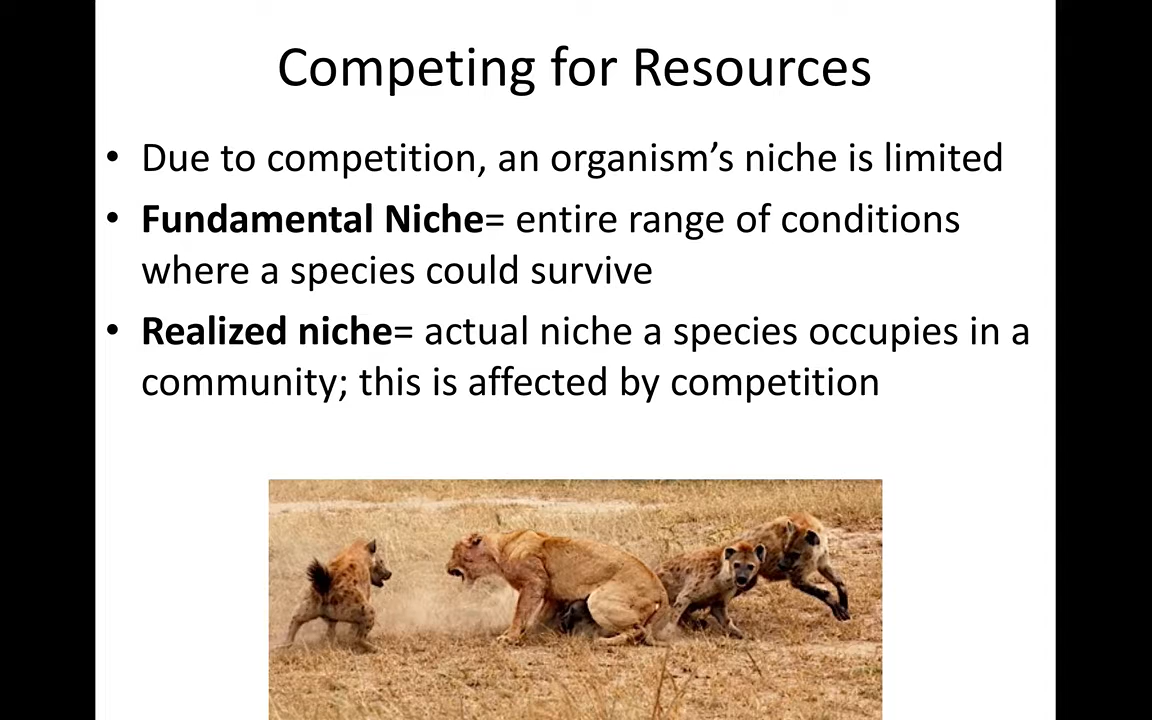 Competing for Resources
• Due to competition, an organism’s niche is limited
• Fundamental Niche= entire range of conditions
where a species could survive
• Realized niche= actual niche a species occupies in a
community; this is affected by competition